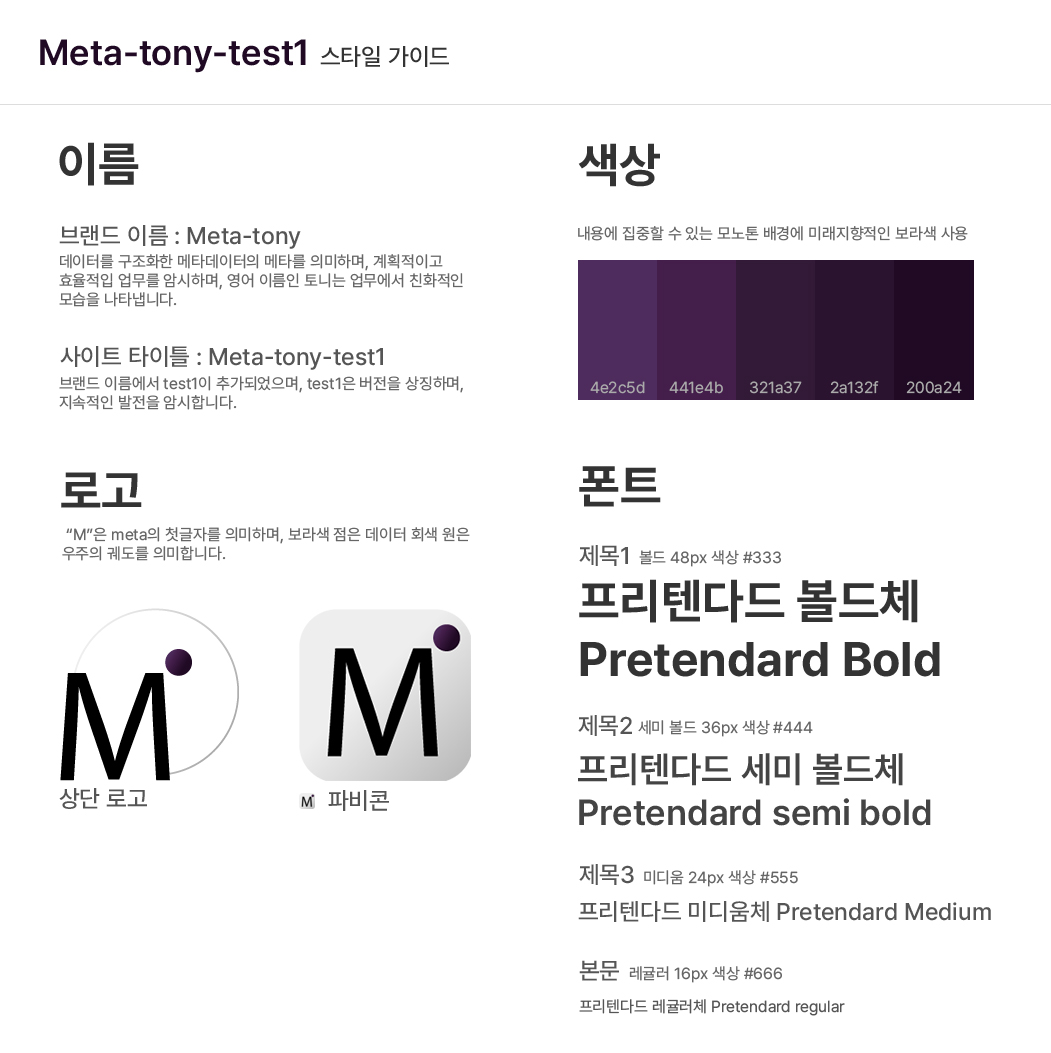 Meta-tony-test1 스타일 가이드
이름
브랜드 이름 : Meta-tony
데이터를 구조화한 메타데이터의 메타를 의미하며, 계획적이고
효율적입 업무를 암시하며, 영어 이름인 토니는 업무에서 친화적인
모습을 나타냅니다.
사이트 타이틀 : Meta-tony-test1
브랜드 이름에서 test1이 추가되었으며, test1은 버전을 상징하며,
지속적인 발전을 암시합니다.
로고
“M”은 meta의 첫글자를 의미하며, 보라색 점은 데이터 회색 원은
우주의 궤도를 의미합니다.
M
M
상단 로고
M
파비콘
색상
내용에 집중할 수 있는 모노톤 배경에 미래지향적인 보라색 사용
4e2c5d 441e4b 321a37 2a132f 200a24
폰트
제목1 볼드 48px 색상 #333
프리텐다드 볼드체
Pretendard Bold
제목2 세미 볼드 36px 색상 #444
프리텐다드 세미 볼드체
Pretendard semi bold
제목3 미디움 24px 색상 #555
프리텐다드 미디움체 Pretendard Medium
본문 레귤러 16px 색상 #666
프리텐다드 레귤러체 Pretendard regular